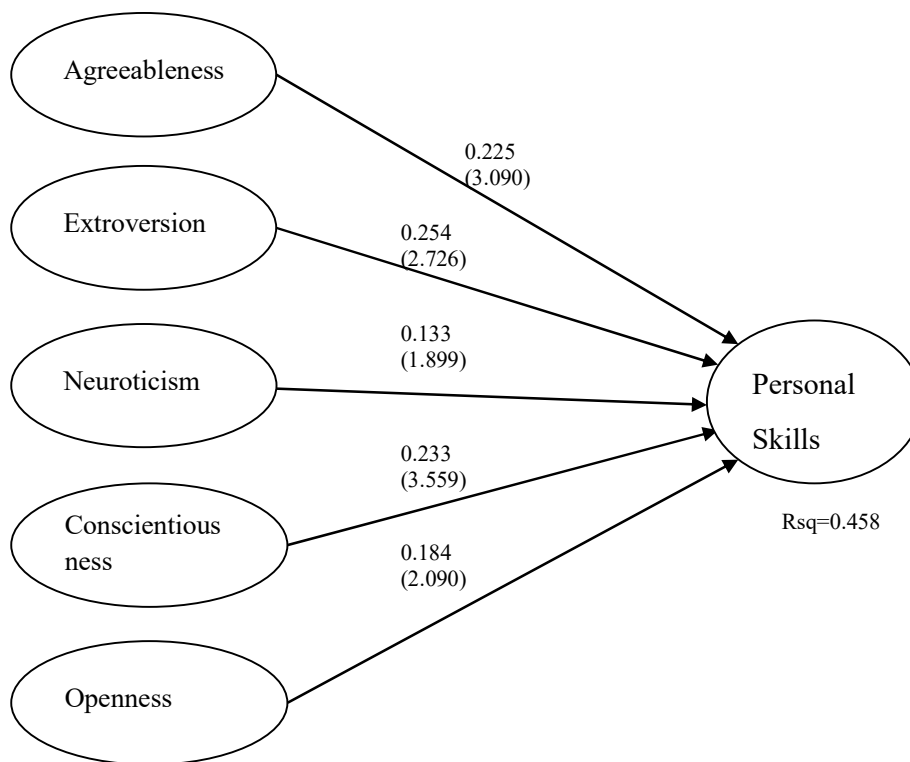 Agreeableness
0.225
(3.090)
Extroversion
0.254
(2.726)
0.133
(1.899)
Neuroticism
Personal
Skills
0.233
(3.559)
Conscientious
ness
Rsq=0.458
0.184
(2.090)
Openness